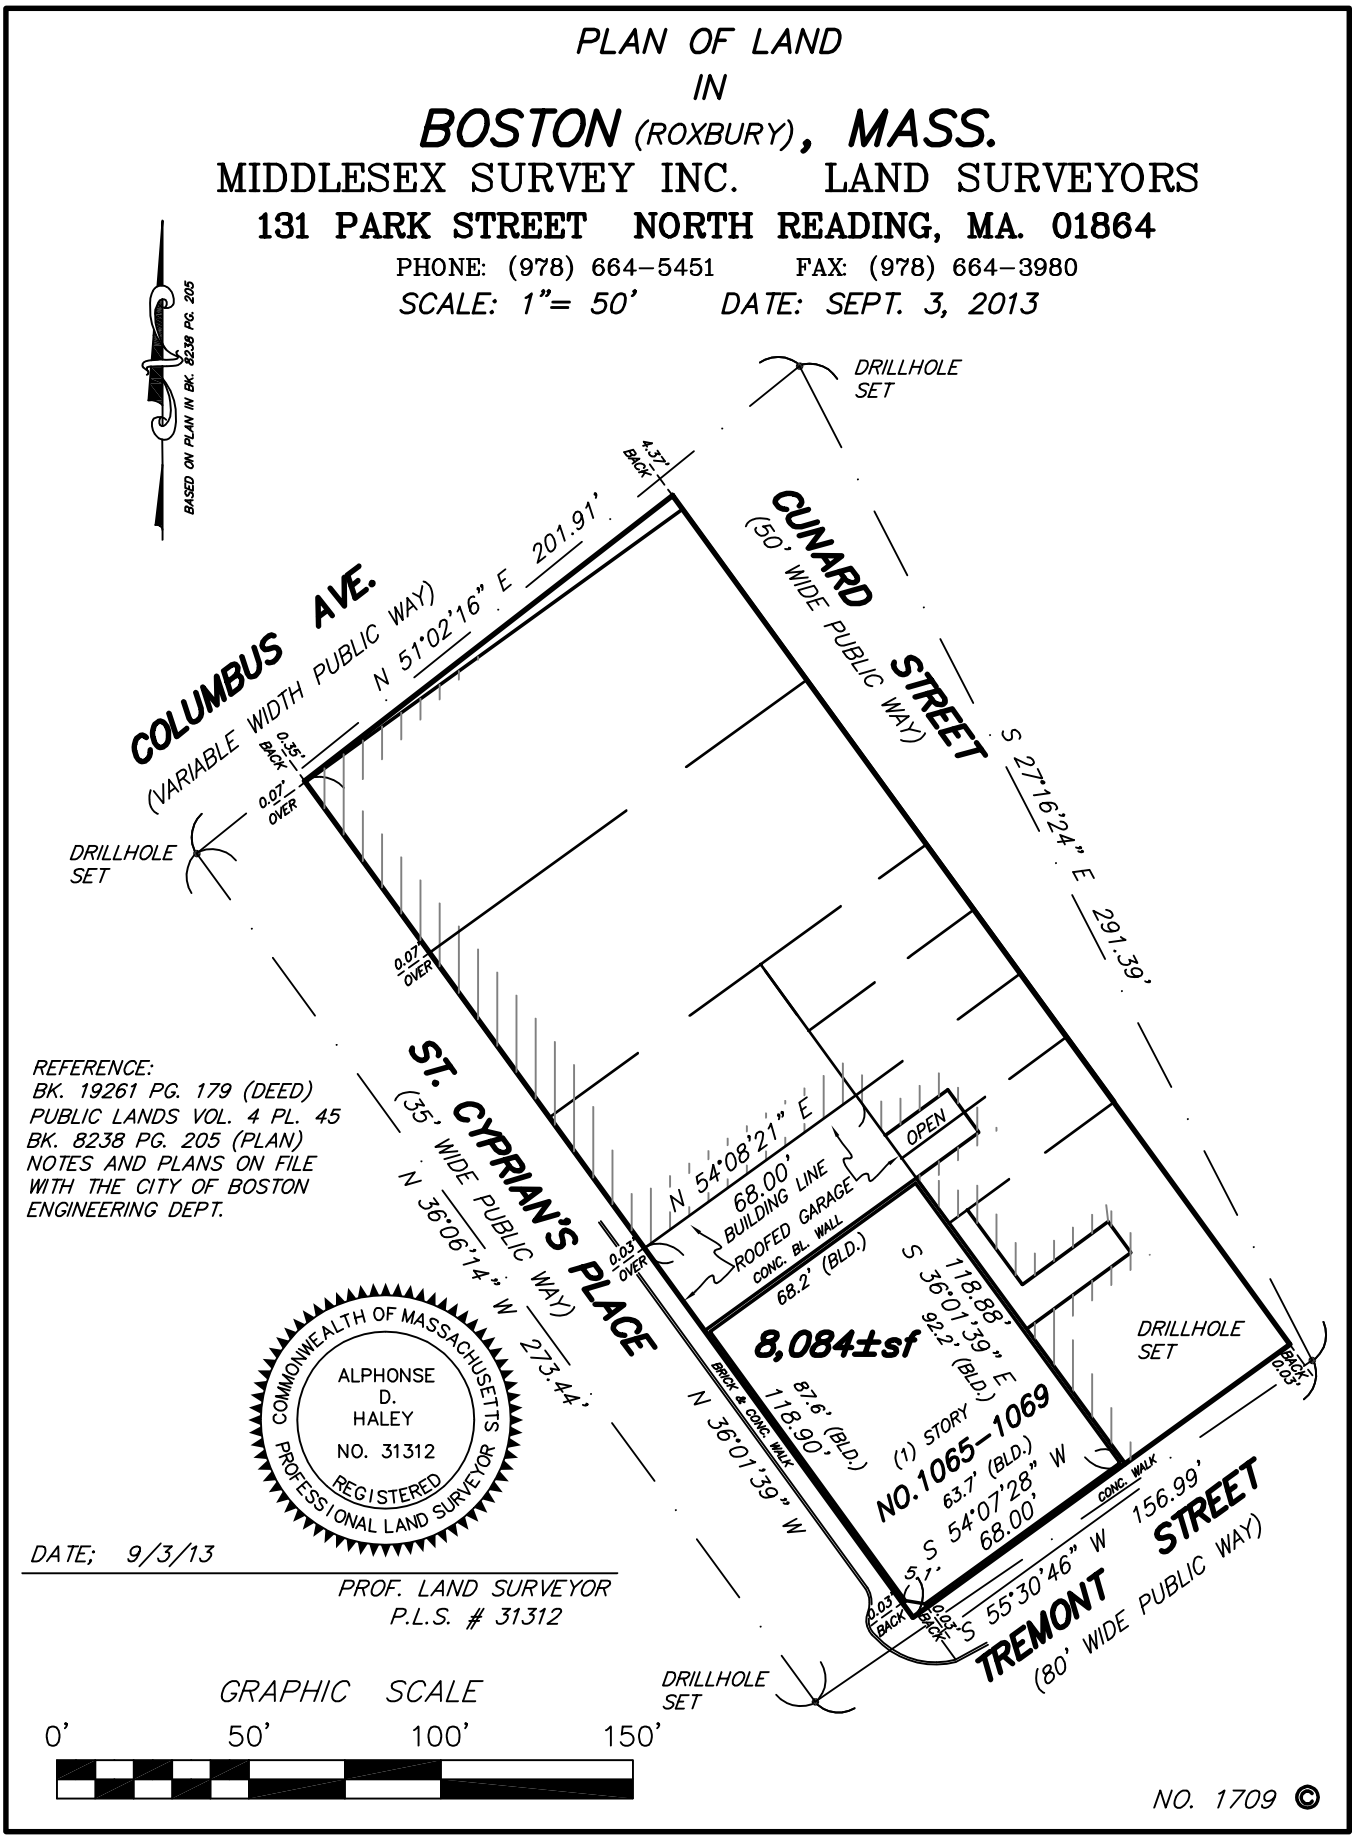 PLAN OF LAND
IN
BOSTON (ROXBURY), MASS.
MIDDLESEX SURVEY INC. LAND SURVEYORS
131 PARK STREET NORTH READING, MA. 01864
PHONE: (978) 664-5451 FAX: (978) 664-3980
SCALE: 1"= 50' DATE: SEPT. 3, 2013
BASED ON PLAN IN BK. 8238 PG. 205
DRILLHOLE
SET
4.37'
BACK
COLUMBUS AVE.
(VARIABLE WIDTH PUBLIC WAY)
N 51°02'16" E 201.91'
CUNARD STREET
(50' WIDE PUBLIC WAY)
S 27°16'24" E 291.39'
0.35'
BACK
0.07'
OVER
DRILLHOLE
SET
0.07'
OVER
ST. CYPRIAN'S PLACE
(35' WIDE PUBLIC WAY)
N 36°06'14" W 273.44'
REFERENCE:
BK. 19261 PG. 179 (DEED)
PUBLIC LANDS VOL. 4 PL. 45
BK. 8238 PG. 205 (PLAN)
NOTES AND PLANS ON FILE
WITH THE CITY OF BOSTON
ENGINEERING DEPT.
N 54°08'21" E
68.00'
BUILDING LINE
ROOFED GARAGE
CONC. BL. WALL
68.2' (BLD.)
OPEN
0.03'
OVER
118.88'
S 36°01'39" E
92.2' (BLD.)
8,084±sf
87.6' (BLD.)
118.90'
BRICK & CONC. WALK
N 36°01'39" W
(1) STORY
NO.1065-1069
63.7' (BLD.)
S 54°07'28" W
68.00'
5.1'
DRILLHOLE
SET
BACK
0.03'
CONC. WALK
S 55°30'46" W 156.99'
TREMONT STREET
(80' WIDE PUBLIC WAY)
0.03'
BACK
0.03'
BACK
DRILLHOLE
SET
COMMONWEALTH OF MASSACHUSETTS
ALPHONSE
D.
HALEY
NO. 31312
REGISTERED
PROFESSIONAL LAND SURVEYOR
DATE; 9/3/13
PROF. LAND SURVEYOR
P.L.S. # 31312
GRAPHIC SCALE
0' 50' 100' 150'
NO. 1709 ©